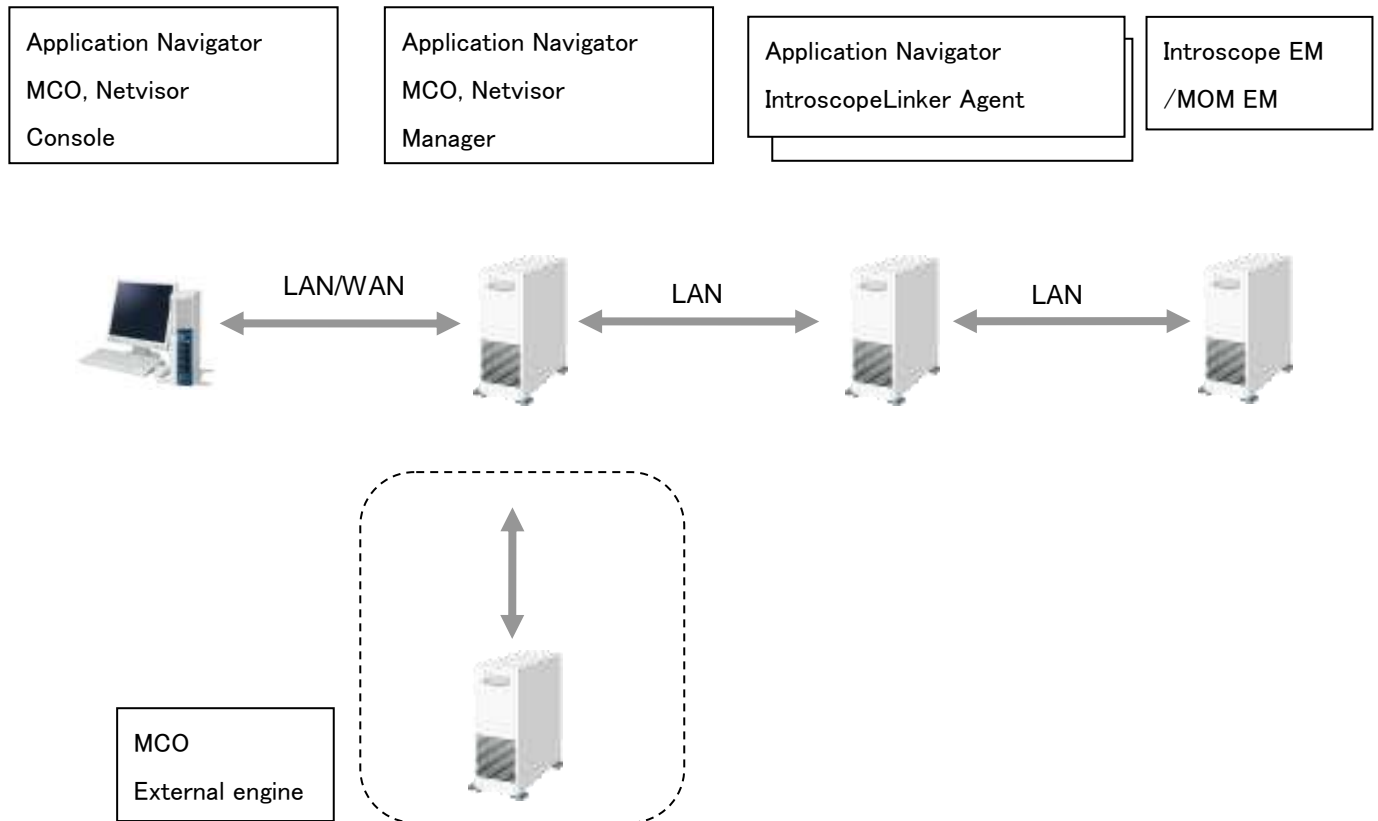 Application Navigator
MCO, Netvisor
Console
Application Navigator
MCO, Netvisor
Manager
Application Navigator
IntroscopeLinker Agent
Introscope EM
/MOM EM
LAN/WAN
LAN
LAN
MCO
External engine